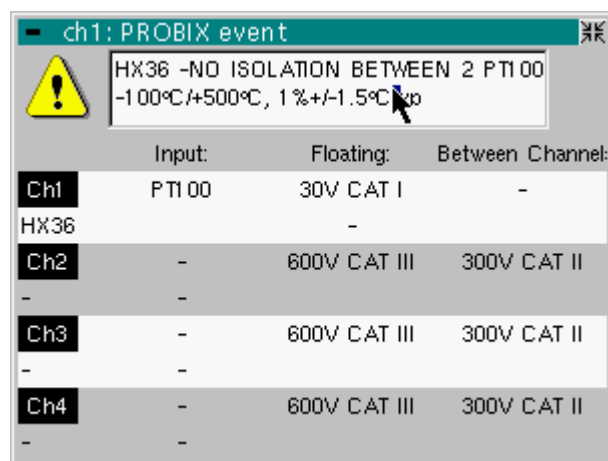 ch1: PROBIX event
HX36 -NO ISOLATION BETWEEN 2 PT100
-100°C/+500°C, 1%+/-1.5°C
Input: Floating: Between Channel:
Ch1 PT100 30V CAT I -
HX36 -
Ch2 - 600V CAT III 300V CAT II
- -
Ch3 - 600V CAT III 300V CAT II
- -
Ch4 - 600V CAT III 300V CAT II
- -